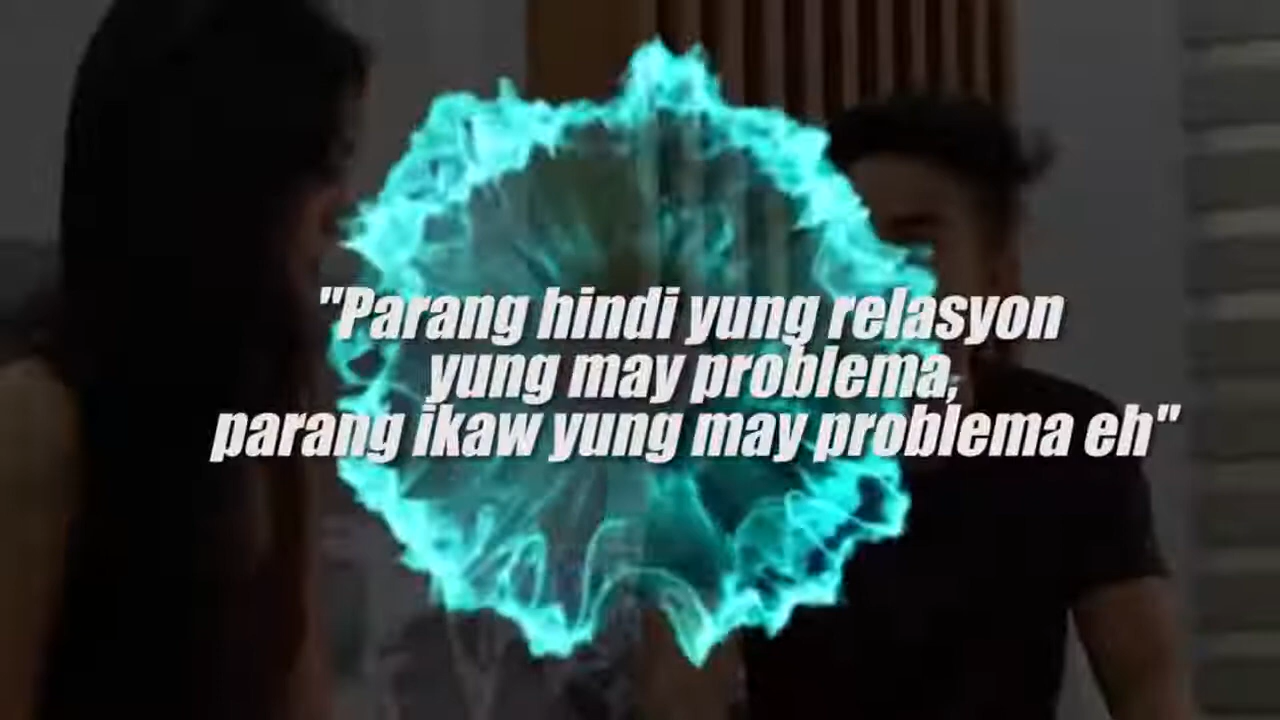 "Parang hindi yung relasyon
yung may problema,
parang ikaw yung may problema eh"